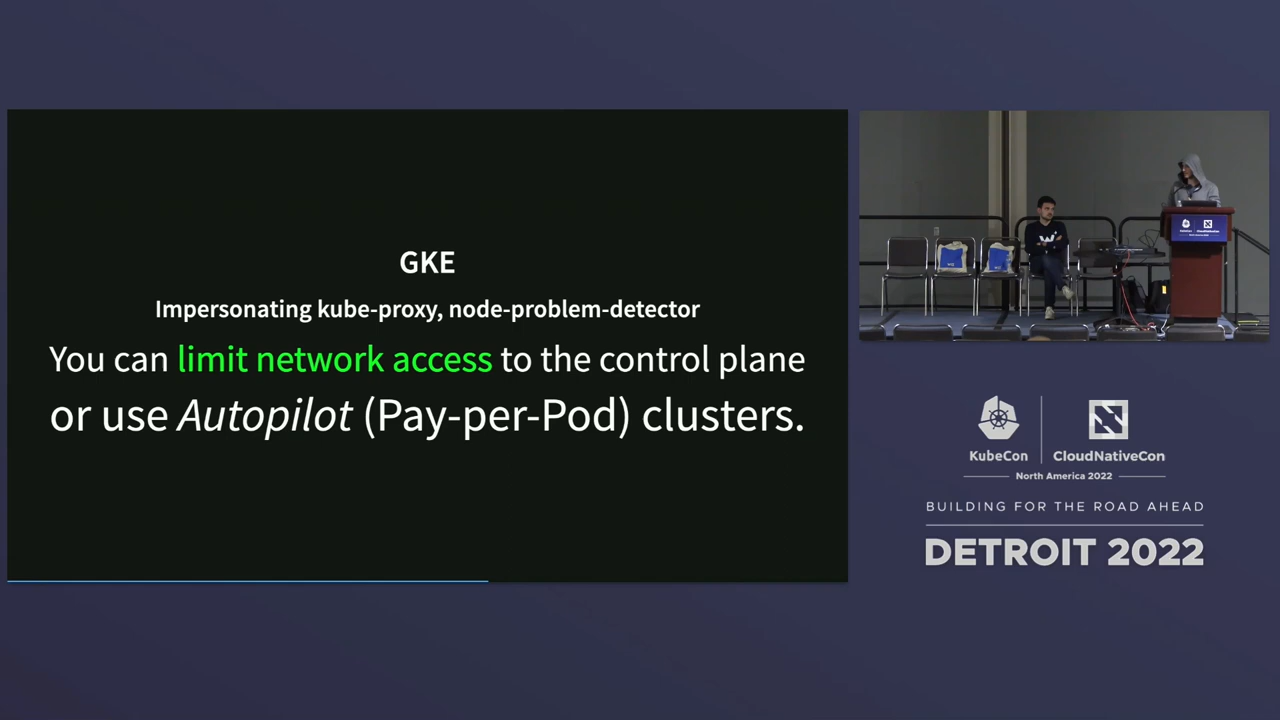 GKE
Impersonating kube-proxy, node-problem-detector
You can limit network access to the control plane
or use Autopilot (Pay-per-Pod) clusters.
KubeCon
CloudNativeCon
North America 2022
BUILDING FOR THE ROAD AHEAD
DETROIT 2022